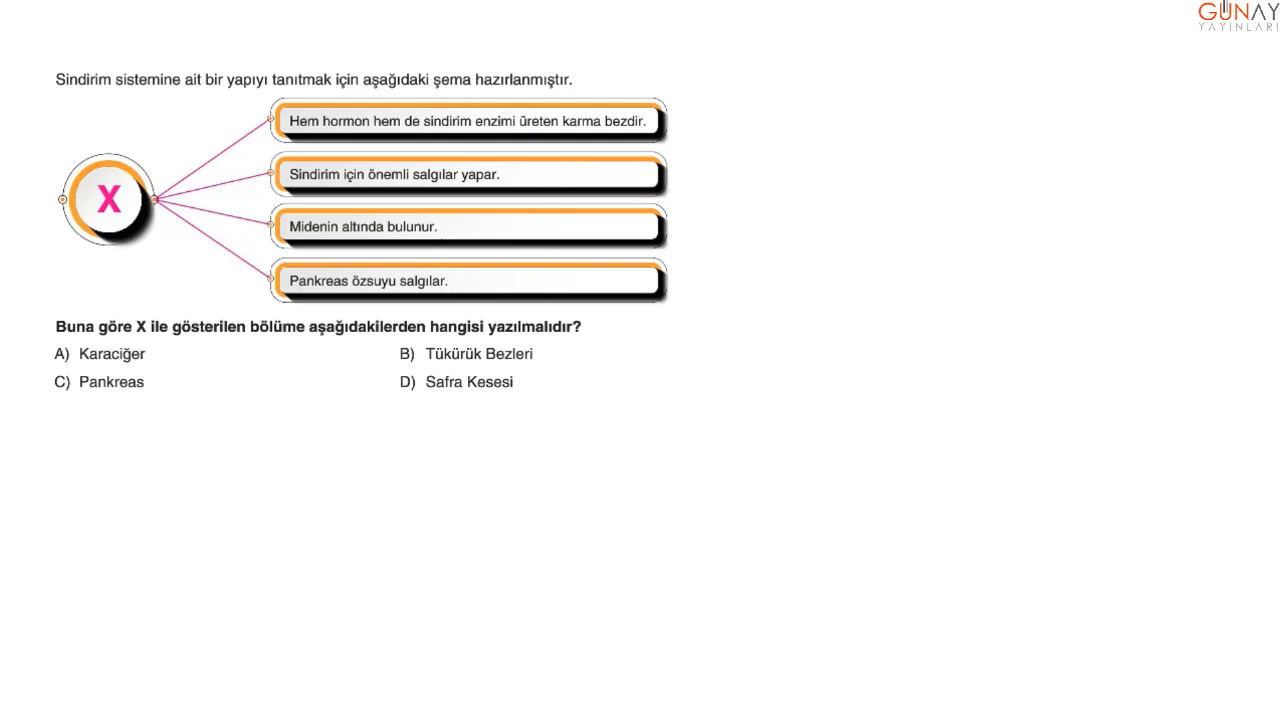 GÜNAY
YAYINLARI
Sindirim sistemine ait bir yapıyı tanıtmak için aşağıdaki şema hazırlanmıştır.
Hem hormon hem de sindirim enzimi üreten karma bezdir.
Sindirim için önemli salgılar yapar.
X
Midenin altında bulunur.
Pankreas özsuyu salgılar.
Buna göre X ile gösterilen bölüme aşağıdakilerden hangisi yazılmalıdır?
A) Karaciğer B) Tükürük Bezleri
C) Pankreas D) Safra Kesesi